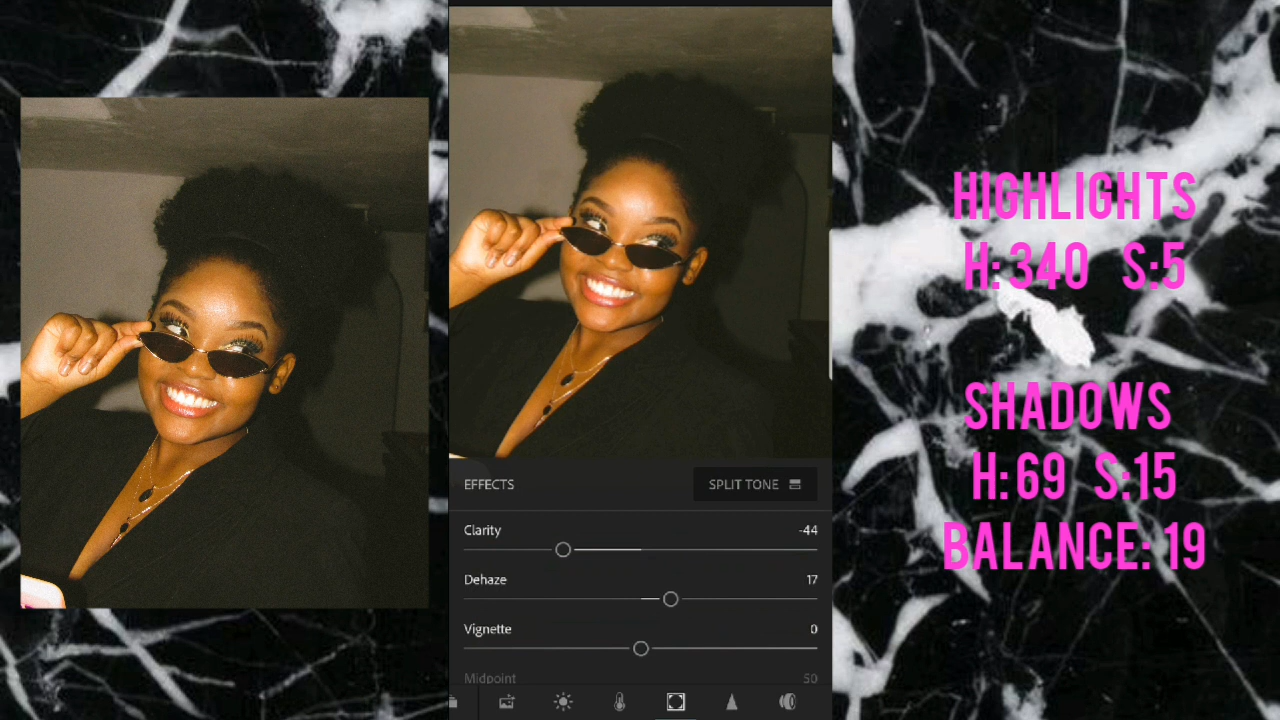 EFFECTS
SPLIT TONE
Clarity -44
Dehaze 17
Vignette 0
Midpoint 50
HIGHLIGHTS
H: 340 S:5
SHADOWS
H: 69 S:15
BALANCE: 19